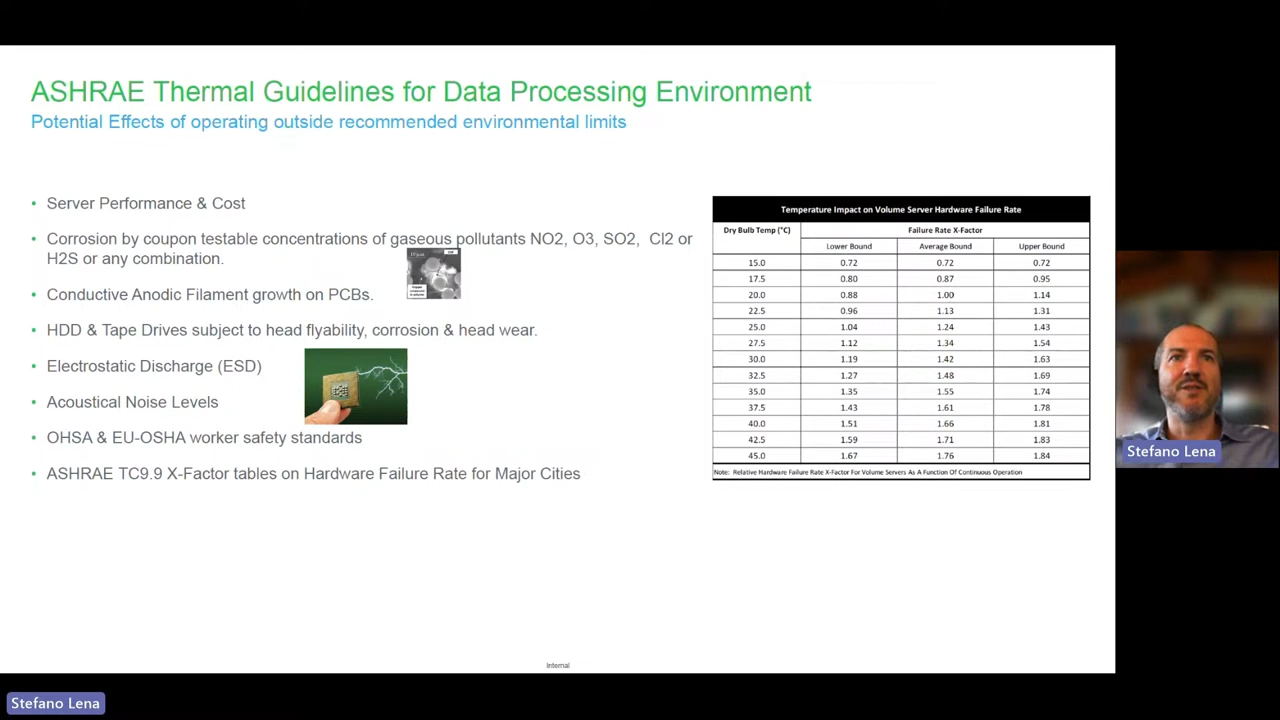 ASHRAE Thermal Guidelines for Data Processing Environment
Potential Effects of operating outside recommended environmental limits
• Server Performance & Cost
• Corrosion by coupon testable concentrations of gaseous pollutants NO2, O3, SO2, Cl2 or
H2S or any combination.
• Conductive Anodic Filament growth on PCBs.
• HDD & Tape Drives subject to head flyability, corrosion & head wear.
• Electrostatic Discharge (ESD)
• Acoustical Noise Levels
• OHSA & EU-OSHA worker safety standards
• ASHRAE TC9.9 X-Factor tables on Hardware Failure Rate for Major Cities
Temperature Impact on Volume Server Hardware Failure Rate
Dry Bulb Temp (°C) Failure Rate X-Factor
Lower Bound Average Bound Upper Bound
15.0 0.72 0.72 0.72
17.5 0.80 0.87 0.95
20.0 0.88 1.00 1.14
22.5 0.96 1.13 1.31
25.0 1.04 1.24 1.43
27.5 1.12 1.34 1.54
30.0 1.19 1.42 1.63
32.5 1.27 1.48 1.69
35.0 1.35 1.55 1.74
37.5 1.43 1.61 1.78
40.0 1.51 1.66 1.81
42.5 1.59 1.71 1.83
45.0 1.67 1.76 1.84
Note: Relative Hardware Failure Rate X-Factor For Volume Servers As A Function Of Continuous Operation
Internal
Stefano Lena
Stefano Lena